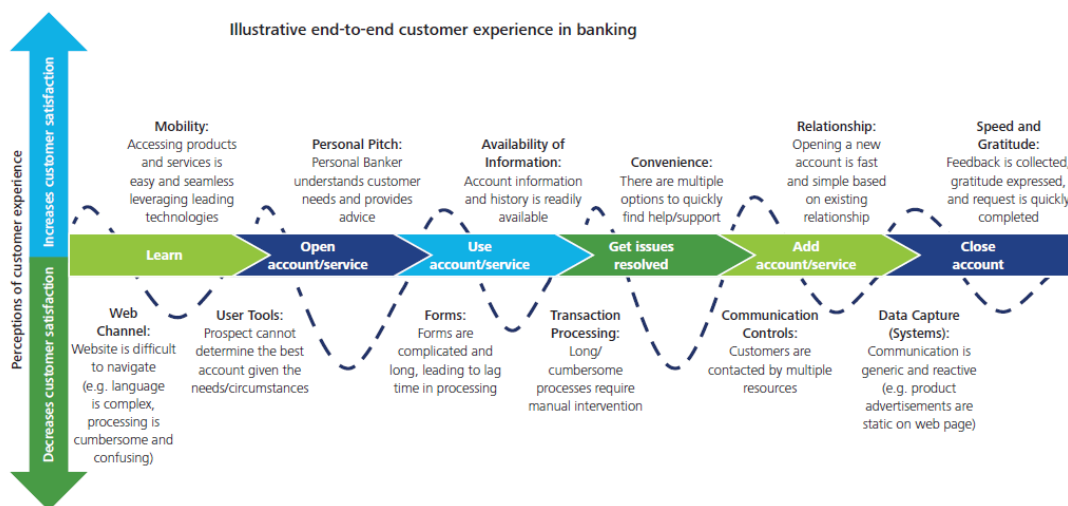 Illustrative end-to-end customer experience in banking
Perceptions of customer experience
Increases customer satisfaction
Decreases customer satisfaction
Mobility:
Accessing products
and services is
easy and seamless
leveraging leading
technologies
Personal Pitch:
Personal Banker
understands customer
needs and provides
advice
Availability of
Information:
Account information
and history is readily
available
Convenience:
There are multiple
options to quickly
find help/support
Relationship:
Opening a new
account is fast
and simple based
on existing
relationship
Speed and
Gratitude:
Feedback is collected,
gratitude expressed,
and request is quickly
completed
Learn
Open
account/service
Use
account/service
Get issues
resolved
Add
account/service
Close
account
Web
Channel:
Website is difficult
to navigate
(e.g. language
is complex,
processing is
cumbersome and
confusing)
User Tools:
Prospect cannot
determine the best
account given the
needs/circumstances
Forms:
Forms are
complicated and
long, leading to lag
time in processing
Transaction
Processing:
Long/
cumbersome
processes require
manual intervention
Communication
Controls:
Customers are
contacted by multiple
resources
Data Capture
(Systems):
Communication is
generic and reactive
(e.g. product
advertisements are
static on web page)